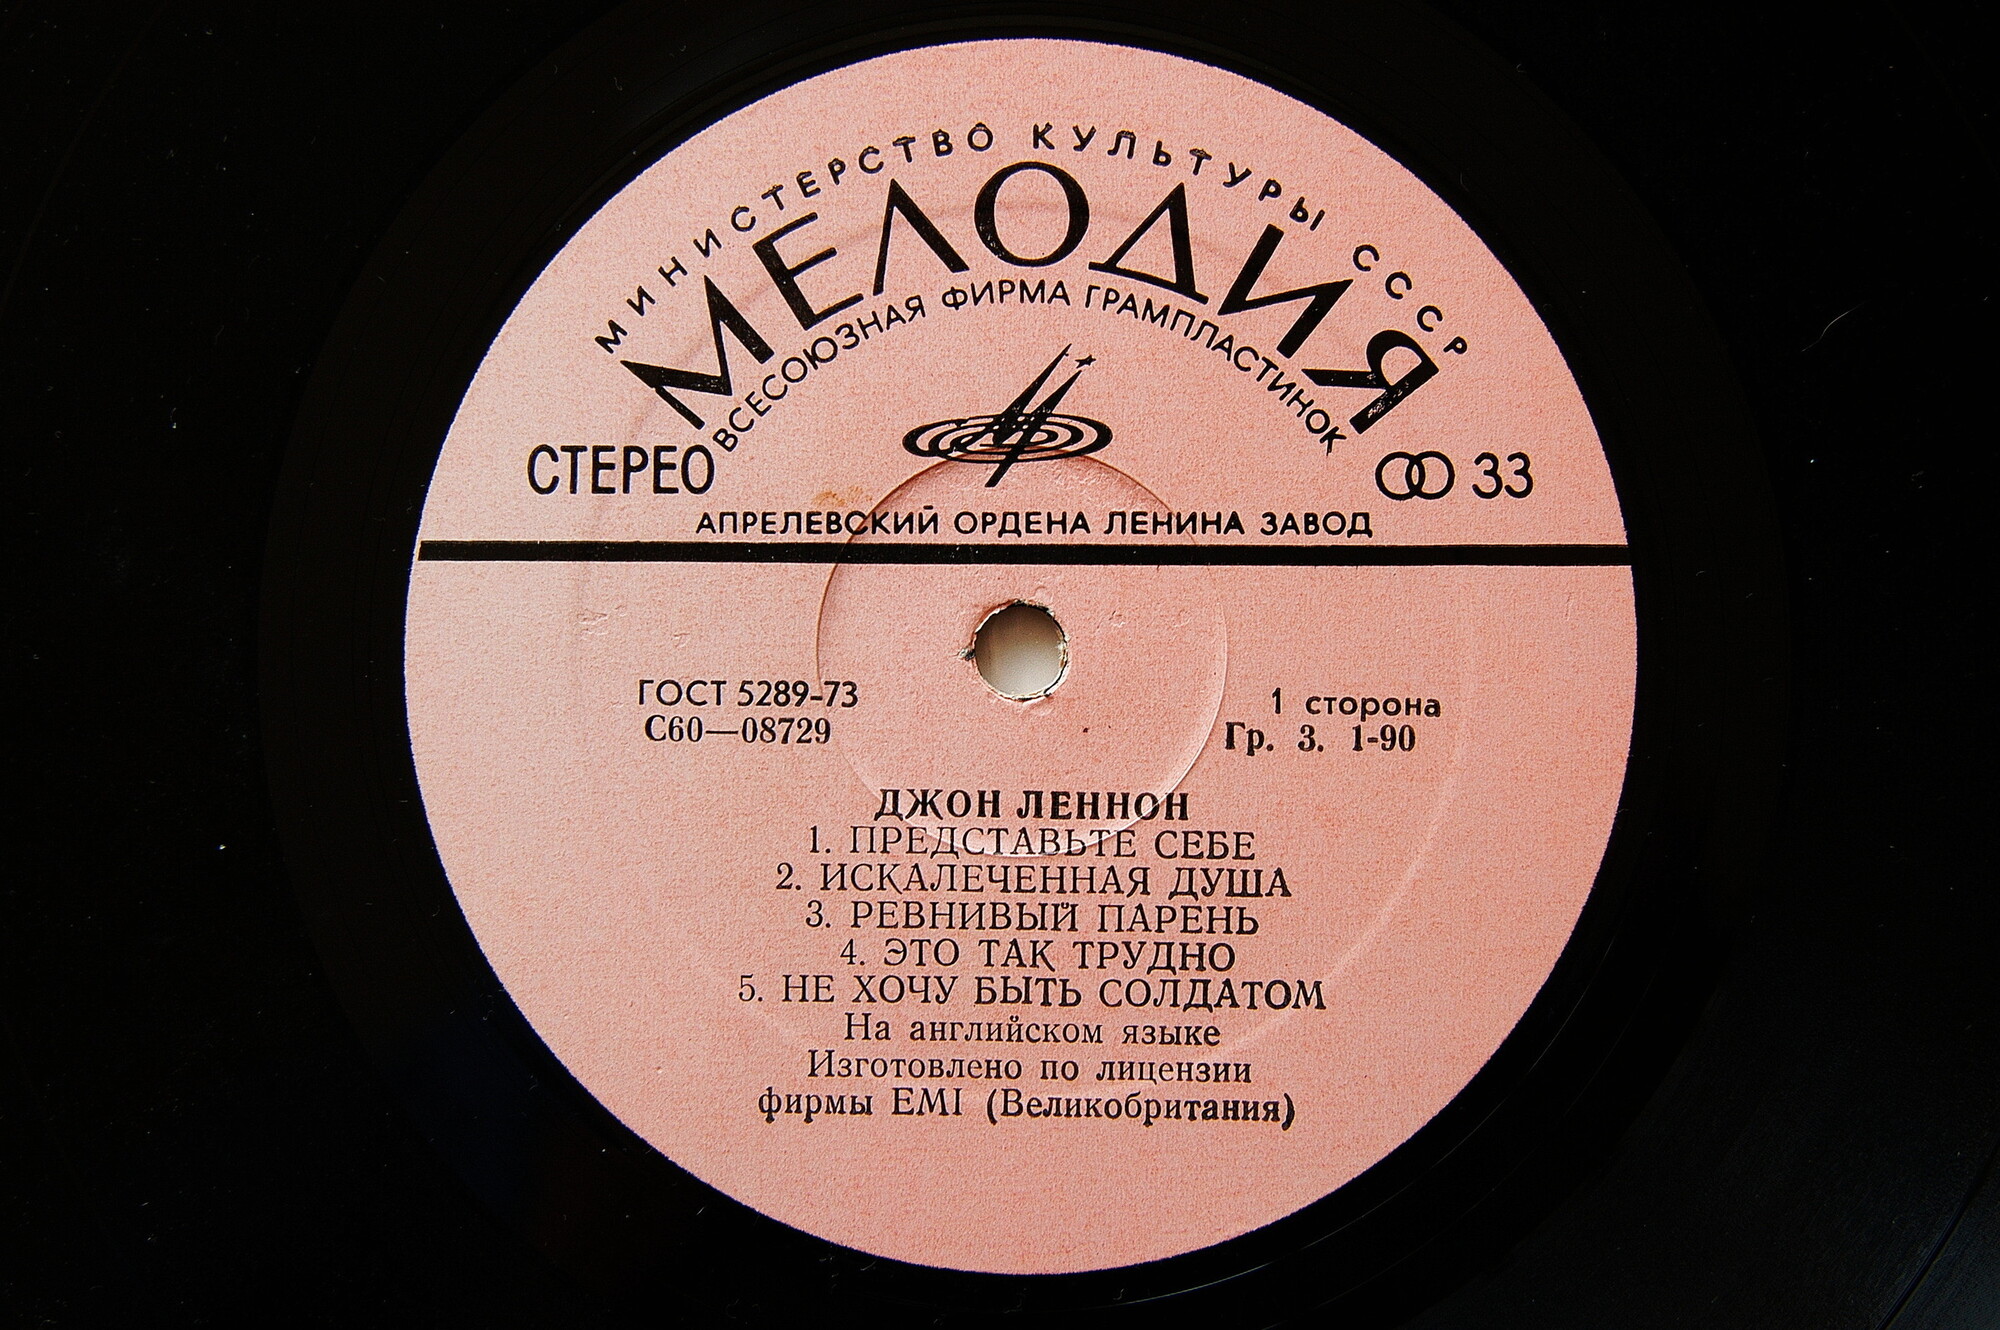 МИНИСТЕРСТВО КУЛЬТУРЫ СССР
МЕЛОДИЯ
ВСЕСОЮЗНАЯ ФИРМА ГРАМПЛАСТИНОК
СТЕРЕО
33
АПРЕЛЕВСКИЙ ОРДЕНА ЛЕНИНА ЗАВОД
ГОСТ 5289-73
С60—08729
1 сторона
Гр. 3. 1-90
ДЖОН ЛЕННОН
1. ПРЕДСТАВЬТЕ СЕБЕ
2. ИСКАЛЕЧЕННАЯ ДУША
3. РЕВНИВЫЙ ПАРЕНЬ
4. ЭТО ТАК ТРУДНО
5. НЕ ХОЧУ БЫТЬ СОЛДАТОМ
На английском языке
Изготовлено по лицензии
фирмы EMI (Великобритания)